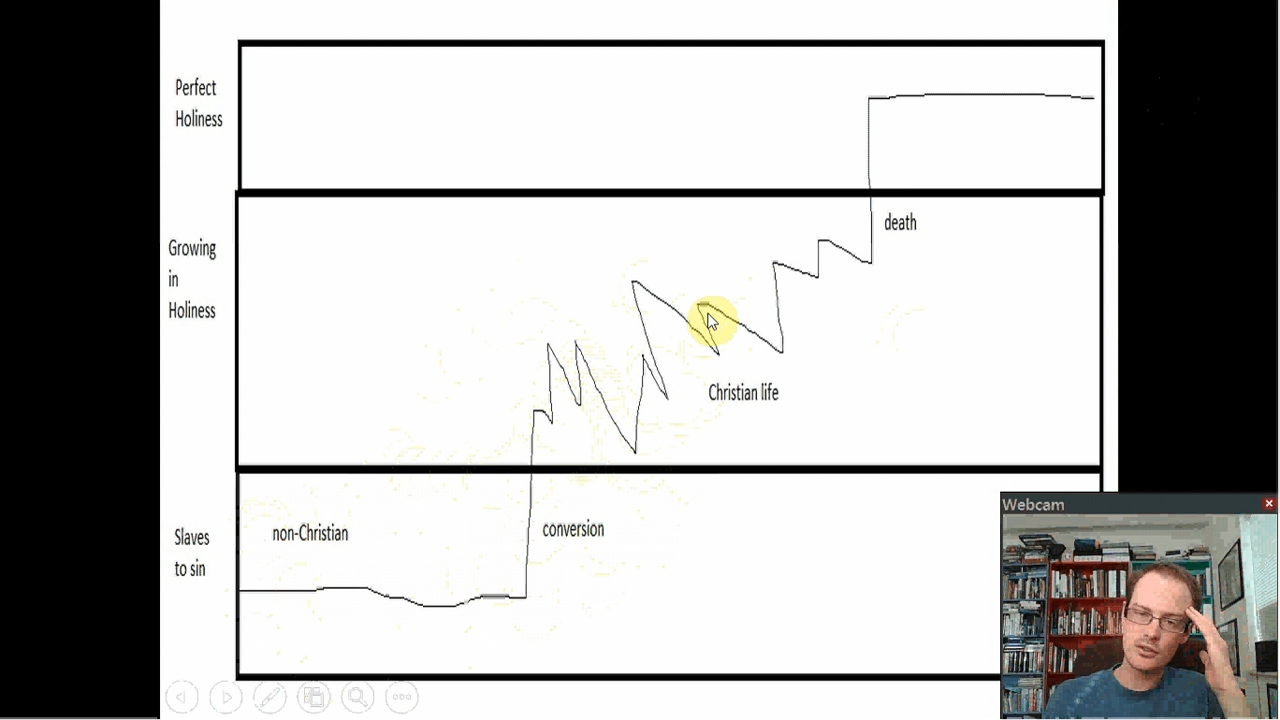 Perfect
Holiness
death
Growing
in
Holiness
Christian life
Slaves
to sin
non-Christian
conversion
Webcam